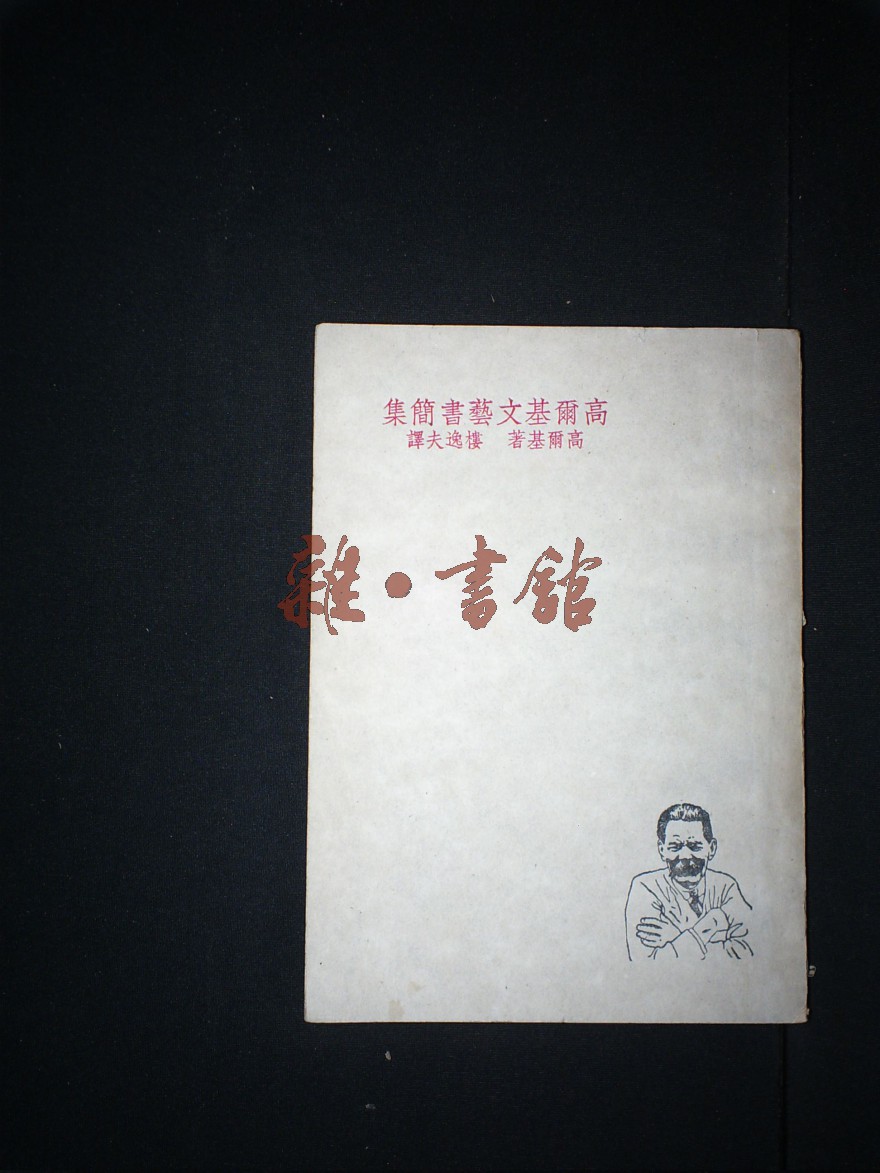 高爾基文藝書簡集
高爾基著 樓逸夫譯
雜·書館